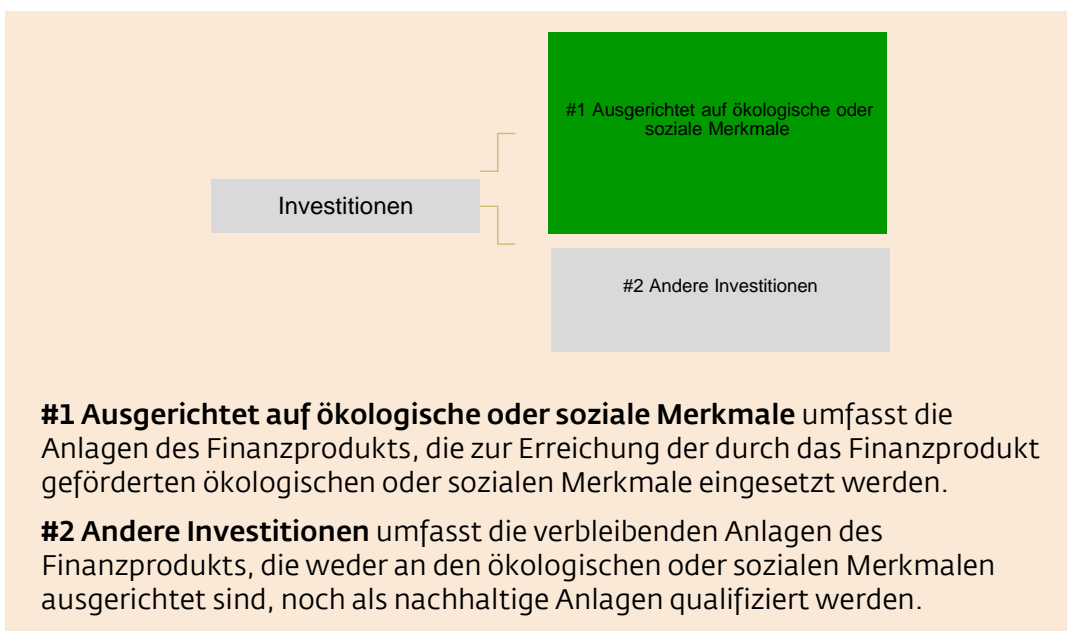 #1 Ausgerichtet auf ökologische oder
soziale Merkmale
Investitionen
#2 Andere Investitionen
#1 Ausgerichtet auf ökologische oder soziale Merkmale umfasst die
Anlagen des Finanzprodukts, die zur Erreichung der durch das Finanzprodukt
geförderten ökologischen oder sozialen Merkmale eingesetzt werden.
#2 Andere Investitionen umfasst die verbleibenden Anlagen des
Finanzprodukts, die weder an den ökologischen oder sozialen Merkmalen
ausgerichtet sind, noch als nachhaltige Anlagen qualifiziert werden.